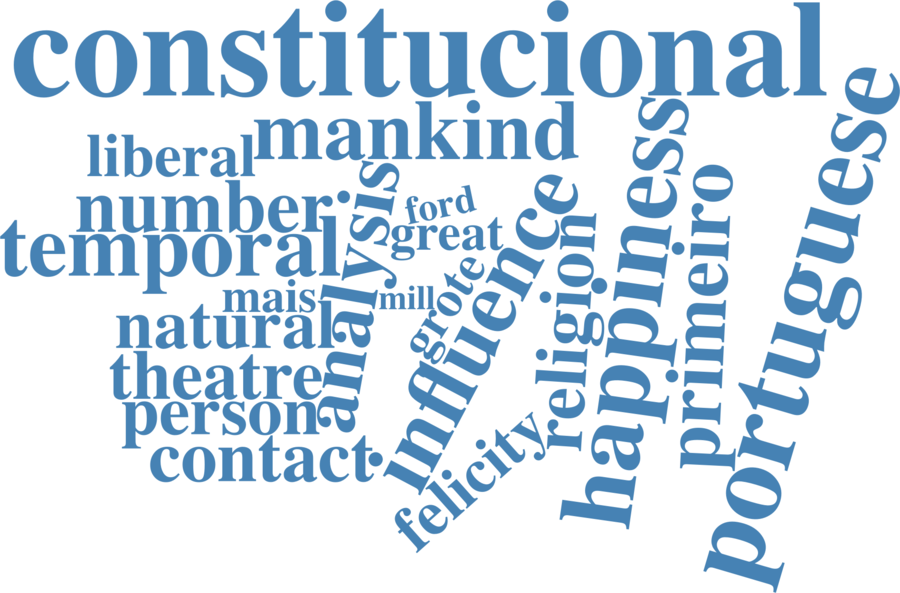 constitucional
mankind
liberal
number
temporal
analysis
ford
great
mais
mill
natural
grote
influence
theatre
person
contact
felicity
religion
happiness
primeiro
portuguese